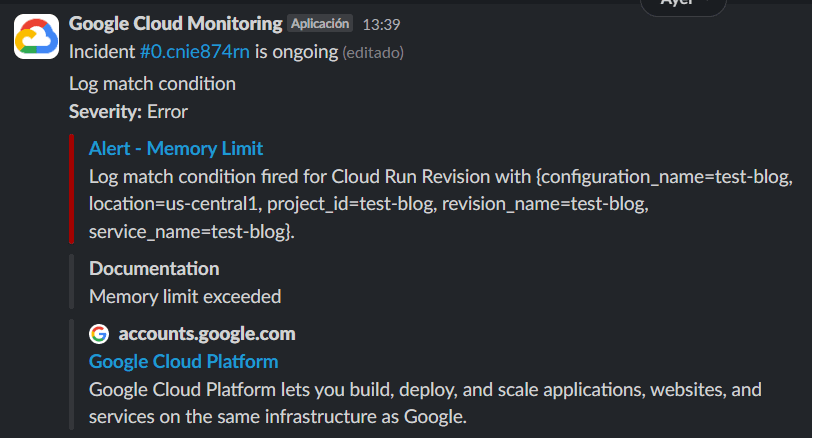 Ayer
Google Cloud Monitoring Aplicación 13:39
Incident #0.cnie874rn is ongoing (editado)
Log match condition
Severity: Error
Alert - Memory Limit
Log match condition fired for Cloud Run Revision with {configuration_name=test-blog,
location=us-central1, project_id=test-blog, revision_name=test-blog,
service_name=test-blog}.
Documentation
Memory limit exceeded
accounts.google.com
Google Cloud Platform
Google Cloud Platform lets you build, deploy, and scale applications, websites, and
services on the same infrastructure as Google.